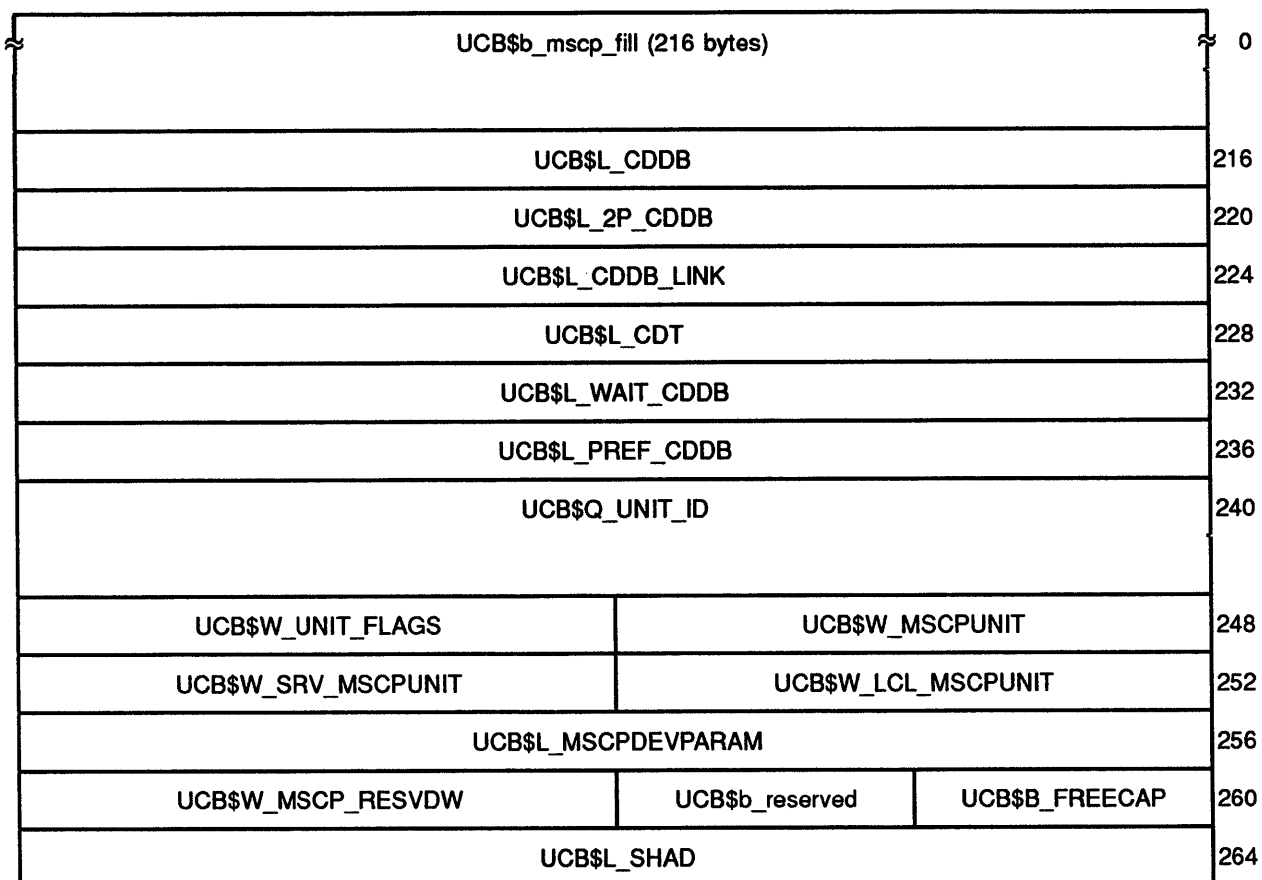 UCB$b_mscp_fill (216 bytes) 0
UCB$L_CDDB 216
UCB$L_2P_CDDB 220
UCB$L_CDDB_LINK 224
UCB$L_CDT 228
UCB$L_WAIT_CDDB 232
UCB$L_PREF_CDDB 236
UCB$Q_UNIT_ID 240
UCB$W_UNIT_FLAGS UCB$W_MSCPUNIT 248
UCB$W_SRV_MSCPUNIT UCB$W_LCL_MSCPUNIT 252
UCB$L_MSCPDEVPARAM 256
UCB$W_MSCP_RESVDW UCB$b_reserved UCB$B_FREECAP 260
UCB$L_SHAD 264